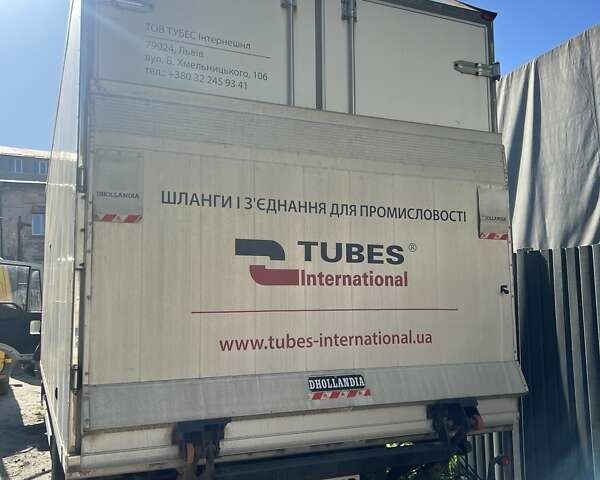 ТОВ ТУБЕС Інтернешнл
79024, Львів
вул. Б. Хмельницького, 106
тел.: +380 32 245 93 41
DHOLLANDIA
ШЛАНГИ І З'ЄДНАННЯ ДЛЯ ПРОМИСЛОВОСТІ
DHOLLANDIA
TUBES ®
International
www.tubes-international.ua
DHOLLANDIA